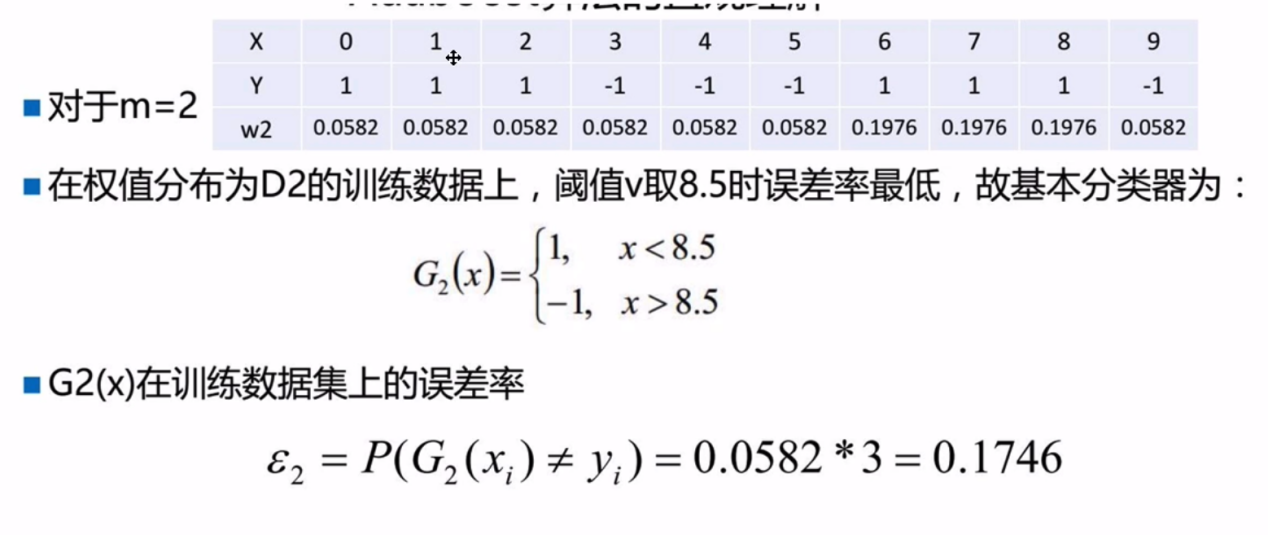 X 0 1 2 3 4 5 6 7 8 9
Y 1 1 1 -1 -1 -1 1 1 1 -1
■对于m=2
w2 0.0582 0.0582 0.0582 0.0582 0.0582 0.0582 0.1976 0.1976 0.1976 0.0582
■在权值分布为D2的训练数据上，阈值v取8.5时误差率最低，故基本分类器为：
G₂(x)={1, x<8.5
−1, x>8.5
■G2(x)在训练数据集上的误差率
ε₂ = P(G₂(xᵢ) ≠ yᵢ) = 0.0582 * 3 = 0.1746